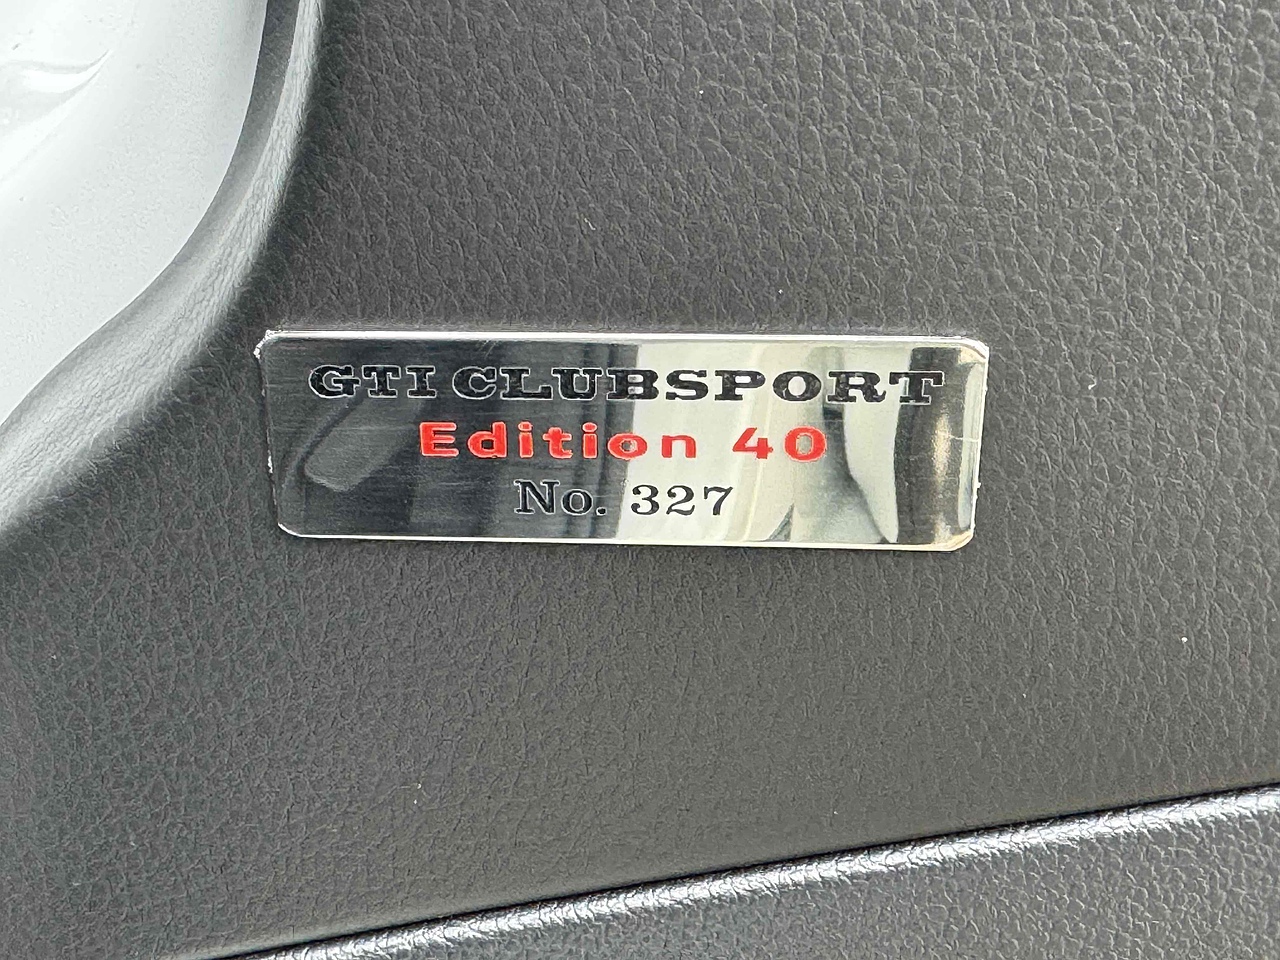 GTI CLUBSPORT
Edition 40
No. 327